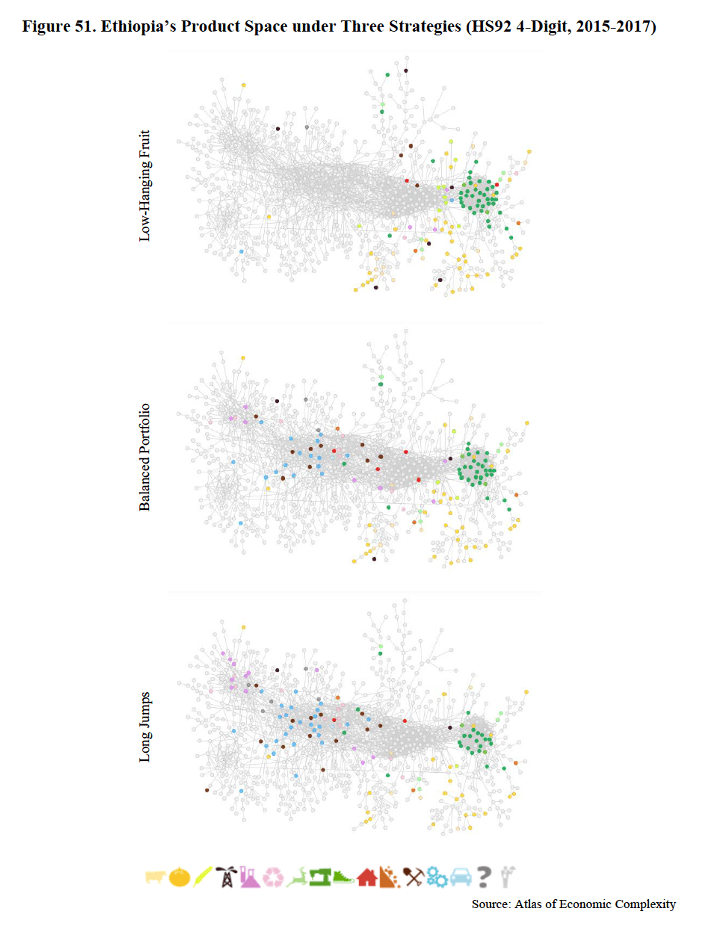 Figure 51. Ethiopia’s Product Space under Three Strategies (HS92 4-Digit, 2015-2017)
Low-Hanging Fruit
Balanced Portfolio
Long Jumps
?
Source: Atlas of Economic Complexity